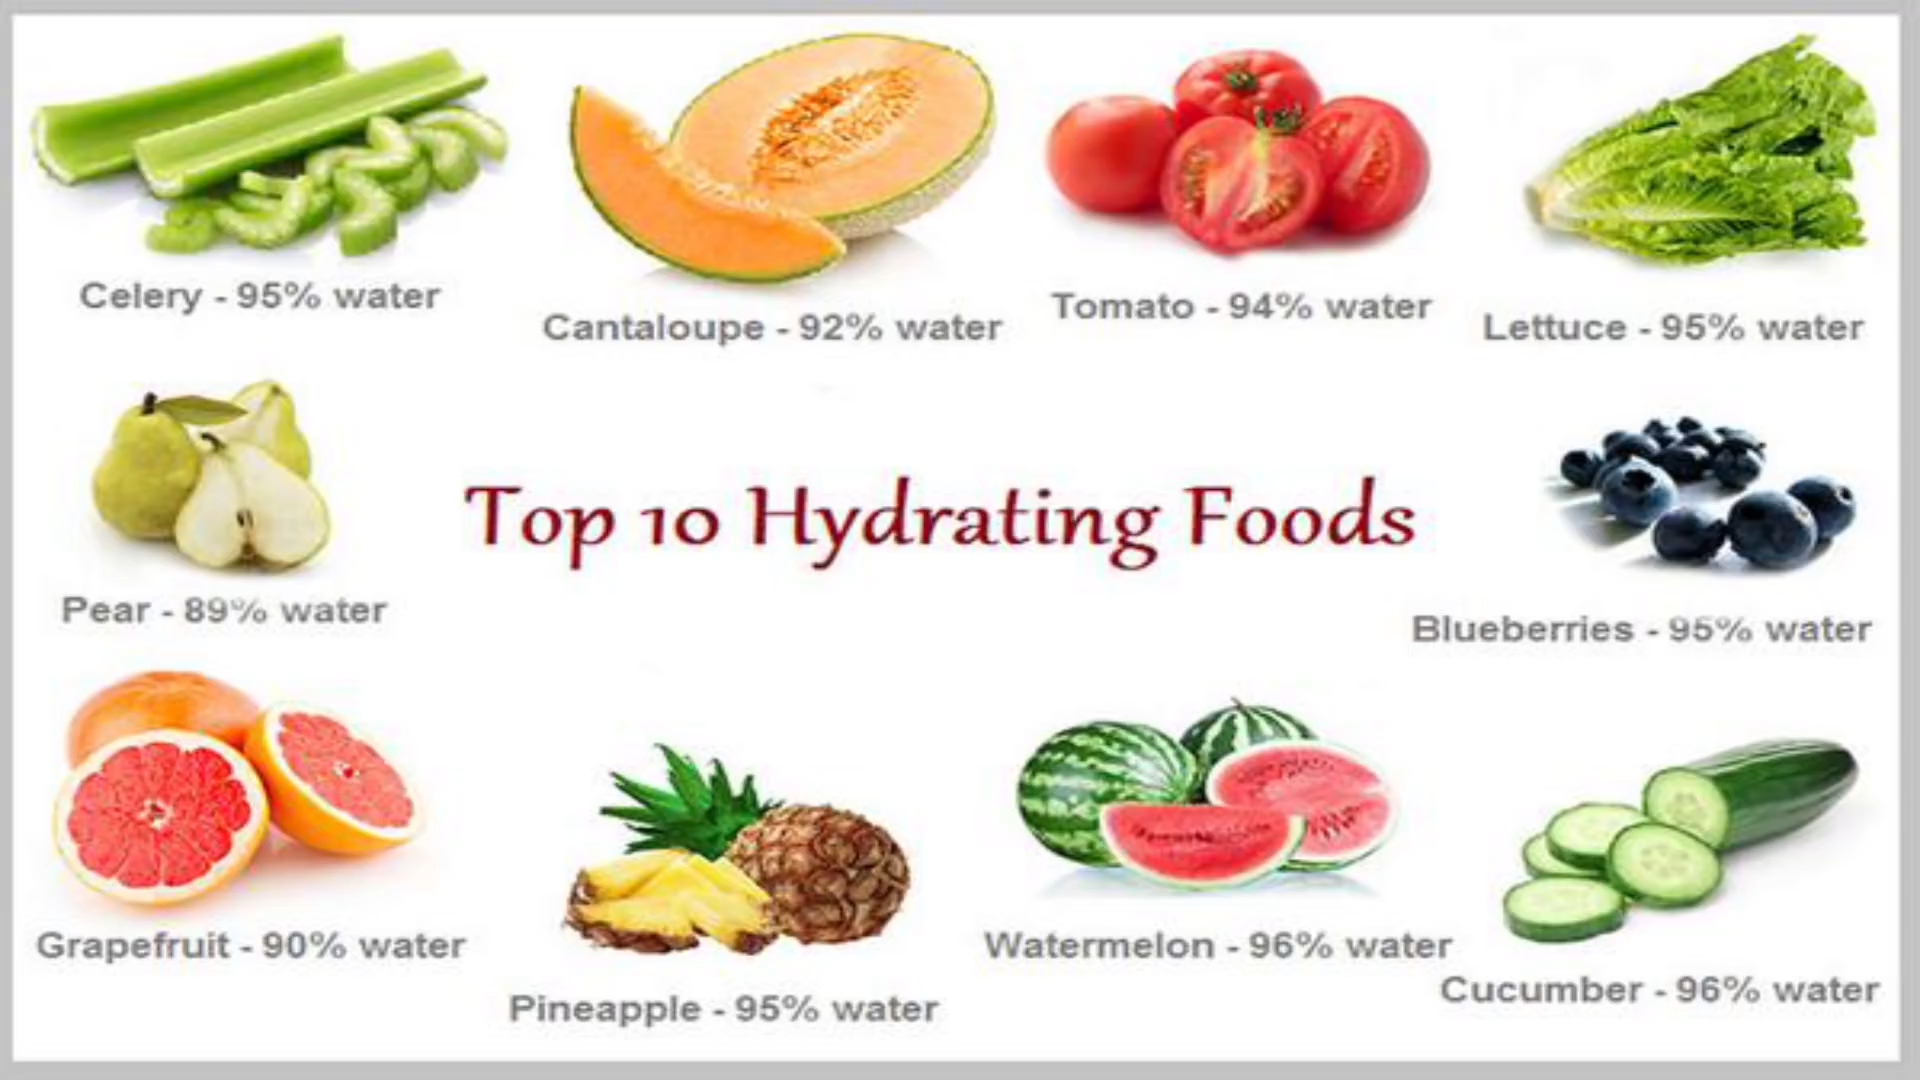 Celery - 95% water
Cantaloupe - 92% water
Tomato - 94% water
Lettuce - 95% water
Pear - 89% water
Top 10 Hydrating Foods
Blueberries - 95% water
Grapefruit - 90% water
Pineapple - 95% water
Watermelon - 96% water
Cucumber - 96% water